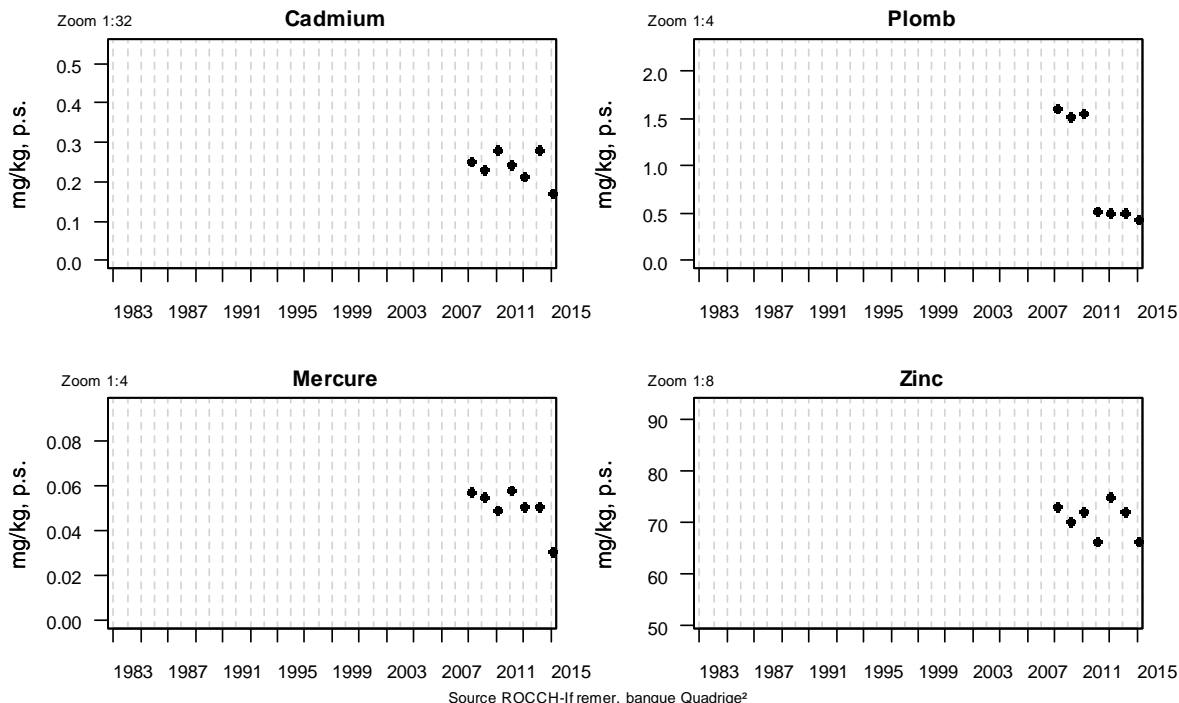 Zoom 1:32
Cadmium
mg/kg, p.s.
0.5
0.4
0.3
0.2
0.1
0.0
1983 1987 1991 1995 1999 2003 2007 2011 2015
Zoom 1:4
Plomb
mg/kg, p.s.
2.0
1.5
1.0
0.5
0.0
1983 1987 1991 1995 1999 2003 2007 2011 2015
Zoom 1:4
Mercure
mg/kg, p.s.
0.08
0.06
0.04
0.02
0.00
1983 1987 1991 1995 1999 2003 2007 2011 2015
Zoom 1:8
Zinc
mg/kg, p.s.
90
80
70
60
50
1983 1987 1991 1995 1999 2003 2007 2011 2015
Source ROCCH-Ifremer, banque Quadrige²